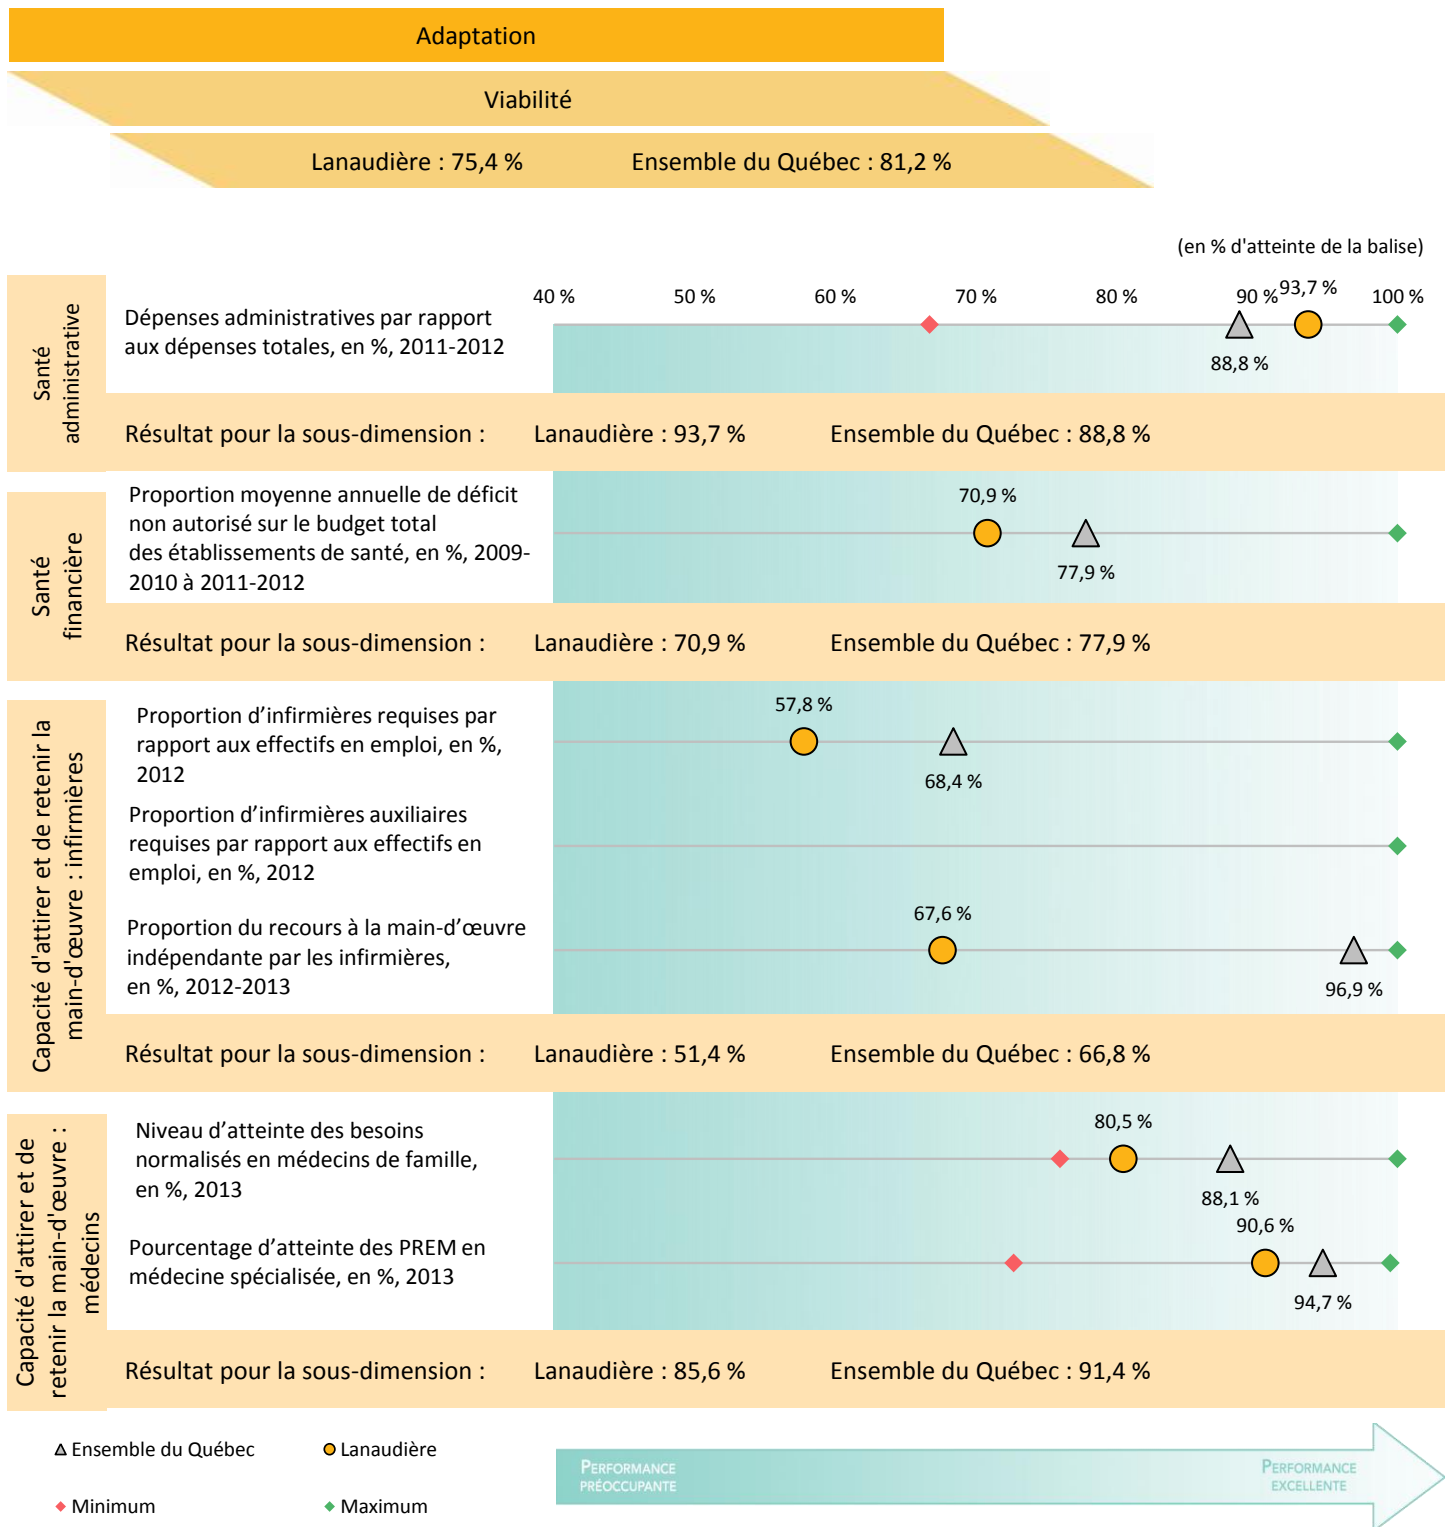 Adaptation
Viabilité
Lanaudière : 75,4 % Ensemble du Québec : 81,2 %
(en % d'atteinte de la balise)
40 % 50 % 60 % 70 % 80 % 90 % 93,7 % 100 %
Santé
administrative
Dépenses administratives par rapport
aux dépenses totales, en %, 2011-2012
88,8 %
Résultat pour la sous-dimension : Lanaudière : 93,7 % Ensemble du Québec : 88,8 %
Santé
financière
Proportion moyenne annuelle de déficit
non autorisé sur le budget total
des établissements de santé, en %, 2009-
2010 à 2011-2012
70,9 %
77,9 %
Résultat pour la sous-dimension : Lanaudière : 70,9 % Ensemble du Québec : 77,9 %
Capacité d'attirer et de retenir la
main-d'œuvre : infirmières
Proportion d’infirmières requises par
rapport aux effectifs en emploi, en %,
2012
57,8 %
68,4 %
Proportion d’infirmières auxiliaires
requises par rapport aux effectifs en
emploi, en %, 2012
Proportion du recours à la main-d’œuvre
indépendante par les infirmières,
en %, 2012-2013
67,6 %
96,9 %
Résultat pour la sous-dimension : Lanaudière : 51,4 % Ensemble du Québec : 66,8 %
Capacité d'attirer et de
retenir la main-d'œuvre :
médecins
Niveau d’atteinte des besoins
normalisés en médecins de famille,
en %, 2013
80,5 %
88,1 %
Pourcentage d’atteinte des PREM en
médecine spécialisée, en %, 2013
90,6 %
94,7 %
Résultat pour la sous-dimension : Lanaudière : 85,6 % Ensemble du Québec : 91,4 %
Ensemble du Québec Lanaudière
Minimum Maximum
PERFORMANCE
PRÉOCCUPANTE
PERFORMANCE
EXCELLENTE